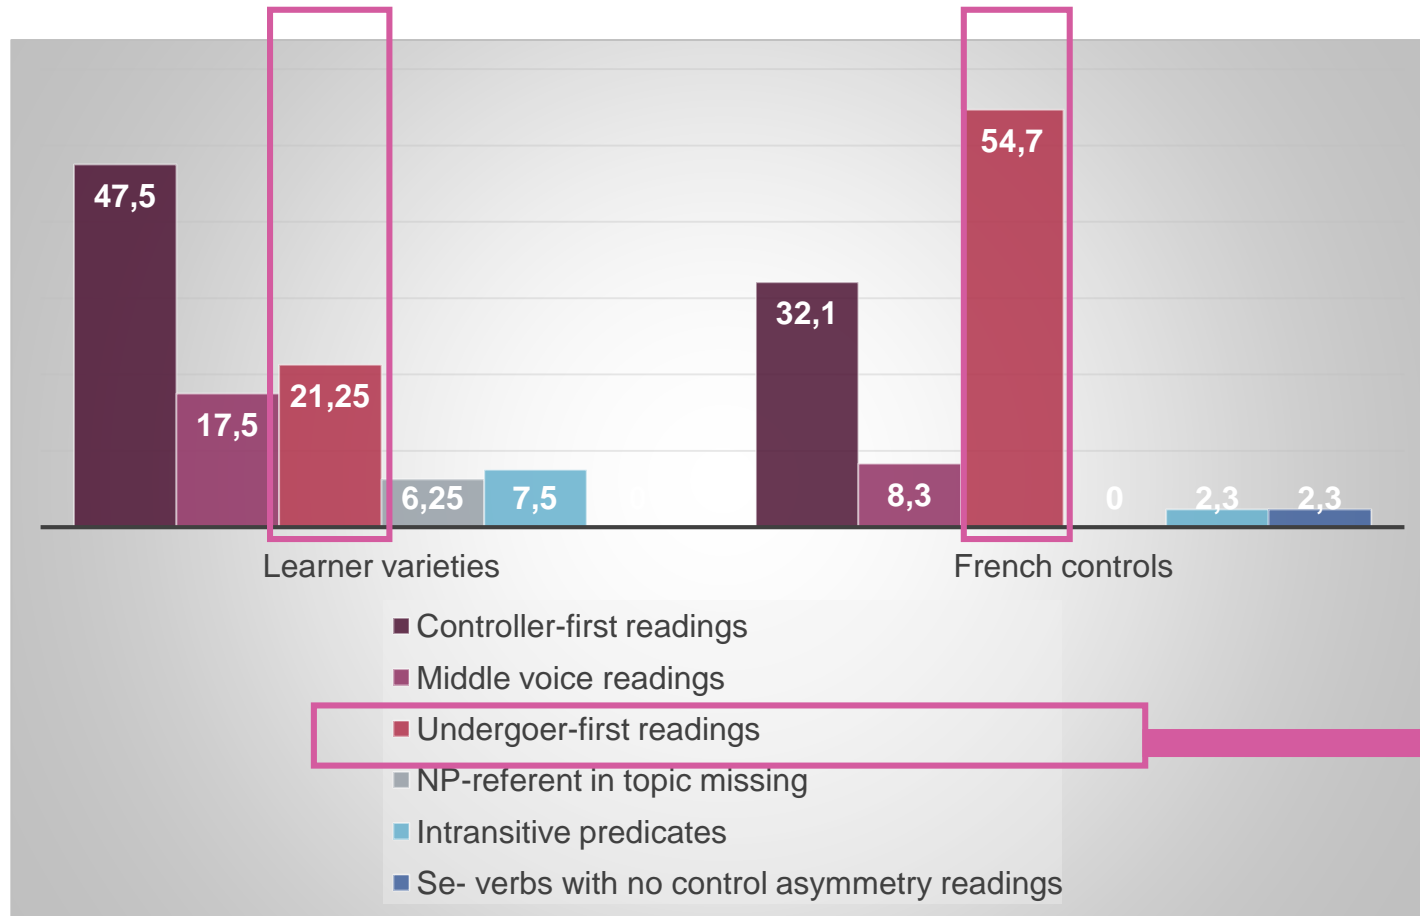 47,5
17,5
21,25
6,25
7,5
0
32,1
8,3
54,7
0
2,3
2,3
Learner varieties
French controls
Controller-first readings
Middle voice readings
Undergoer-first readings
NP-referent in topic missing
Intransitive predicates
Se- verbs with no control asymmetry readings